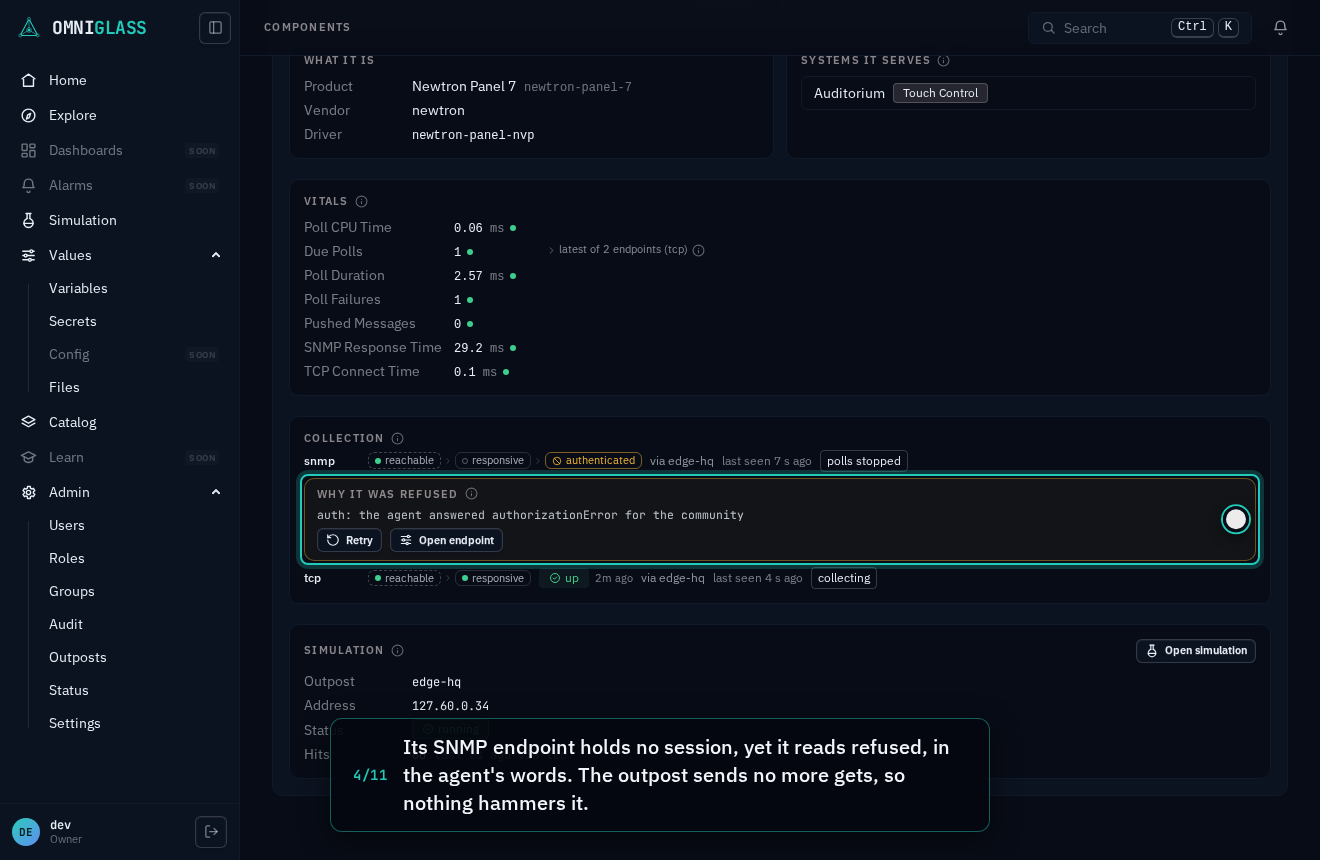 OMNIGLASS
COMPONENTS
Search
Ctrl K
Home
Explore
Dashboards SOON
Alarms SOON
Simulation
Values
Variables
Secrets
Config SOON
Files
Catalog
Learn SOON
Admin
Users
Roles
Groups
Audit
Outposts
Status
Settings
DE
dev
Owner
WHAT IT IS
Product Newtron Panel 7 newtron-panel-7
Vendor newtron
Driver newtron-panel-nvp
SYSTEMS IT SERVES
Auditorium Touch Control
VITALS
Poll CPU Time 0.06 ms
Due Polls 1
latest of 2 endpoints (tcp)
Poll Duration 2.57 ms
Poll Failures 1
Pushed Messages 0
SNMP Response Time 29.2 ms
TCP Connect Time 0.1 ms
COLLECTION
snmp reachable responsive authenticated via edge-hq last seen 7 s ago polls stopped
WHY IT WAS REFUSED
auth: the agent answered authorizationError for the community
Retry Open endpoint
tcp reachable responsive up 2m ago via edge-hq last seen 4 s ago collecting
SIMULATION
Open simulation
Outpost edge-hq
Address 127.60.0.34
Status running
Hits
4/11
Its SNMP endpoint holds no session, yet it reads refused, in
the agent's words. The outpost sends no more gets, so
nothing hammers it.